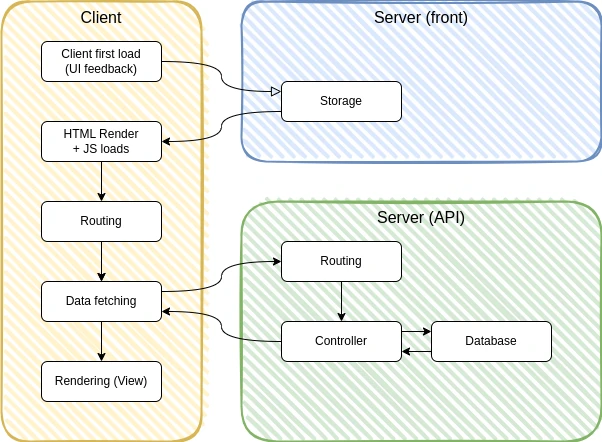 Client
Client first load
(UI feedback)
HTML Render
+ JS loads
Routing
Data fetching
Rendering (View)
Server (front)
Storage
Server (API)
Routing
Controller
Database